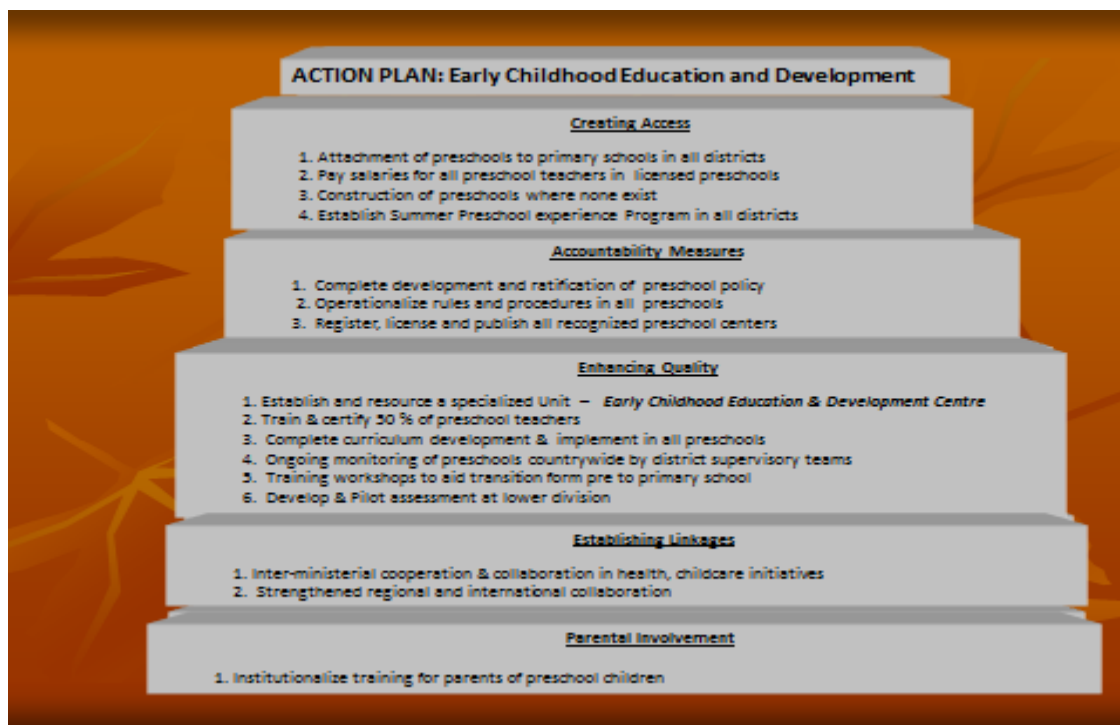 ACTION PLAN: Early Childhood Education and Development
Creating Access
1. Attachment of preschools to primary schools in all districts
2. Pay salaries for all preschool teachers in licensed preschools
3. Construction of preschools where none exist
4. Establish Summer Preschool experience Program in all districts
Accountability Measures
1. Complete development and ratification of preschool policy
2. Operationalize rules and procedures in all preschools
3. Register, license and publish all recognized preschool centers
Enhancing Quality
1. Establish and resource a specialized Unit – Early Childhood Education & Development Centre
2. Train & certify 50 % of preschool teachers
3. Complete curriculum development & implement in all preschools
4. Ongoing monitoring of preschools countrywide by district supervisory teams
5. Training workshops to aid transition form pre to primary school
6. Develop & Pilot assessment at lower division
Establishing Linkages
1. Inter-ministerial cooperation & collaboration in health, childcare initiatives
2. Strengthened regional and international collaboration
Parental Involvement
1. Institutionalize training for parents of preschool children